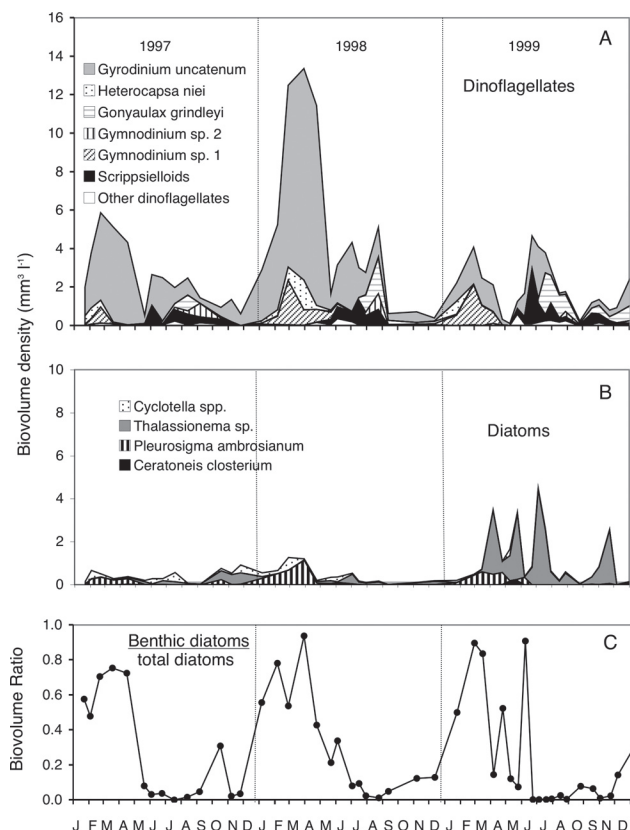 16
14
12
10
8
6
4
2
0
1997
1998
1999
A
Dinoflagellates
Gyrodinium uncatenum
Heterocapsa niei
Gonyaulax grindleyi
Gymnodinium sp. 2
Gymnodinium sp. 1
Scrippsielloids
Other dinoflagellates
Biovolume density (mm³ l⁻¹)
10
8
6
4
2
0
B
Diatoms
Cyclotella spp.
Thalassionema sp.
Pleurosigma ambrosianum
Ceratoneis closterium
1.0
0.8
0.6
0.4
0.2
0.0
Biovolume Ratio
Benthic diatoms
total diatoms
C
J F M A M J J A S O N D J F M A M J J A S O N D J F M A M J J A S O N D